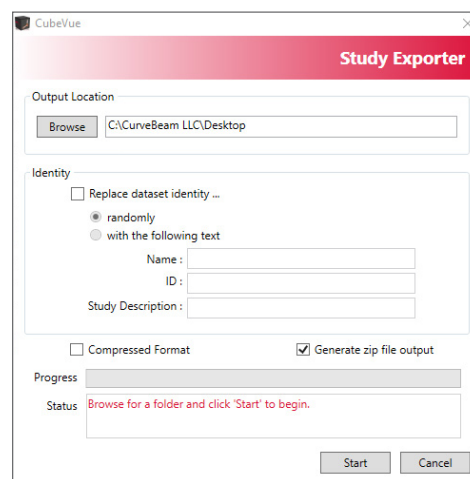 CubeVue
Study Exporter
Output Location
Browse C:\CurveBeam LLC\Desktop
Identity
Replace dataset identity ...
randomly
with the following text
Name :
ID :
Study Description :
Compressed Format Generate zip file output
Progress
Status Browse for a folder and click 'Start' to begin.
Start Cancel